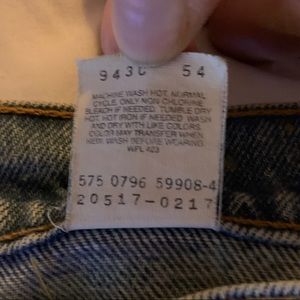 943C 54
MACHINE WASH HOT, NORMAL
CYCLE, ONLY NON-CHLORINE
BLEACH IF NEEDED. TUMBLE DRY
HOT, HOT IRON IF NEEDED. WASH
AND DRY WITH LIKE COLORS.
COLOR MAY TRANSFER WHEN
NEW. WASH BEFORE WEARING.
WPL 423
575 0796 59908-4
20517-0217